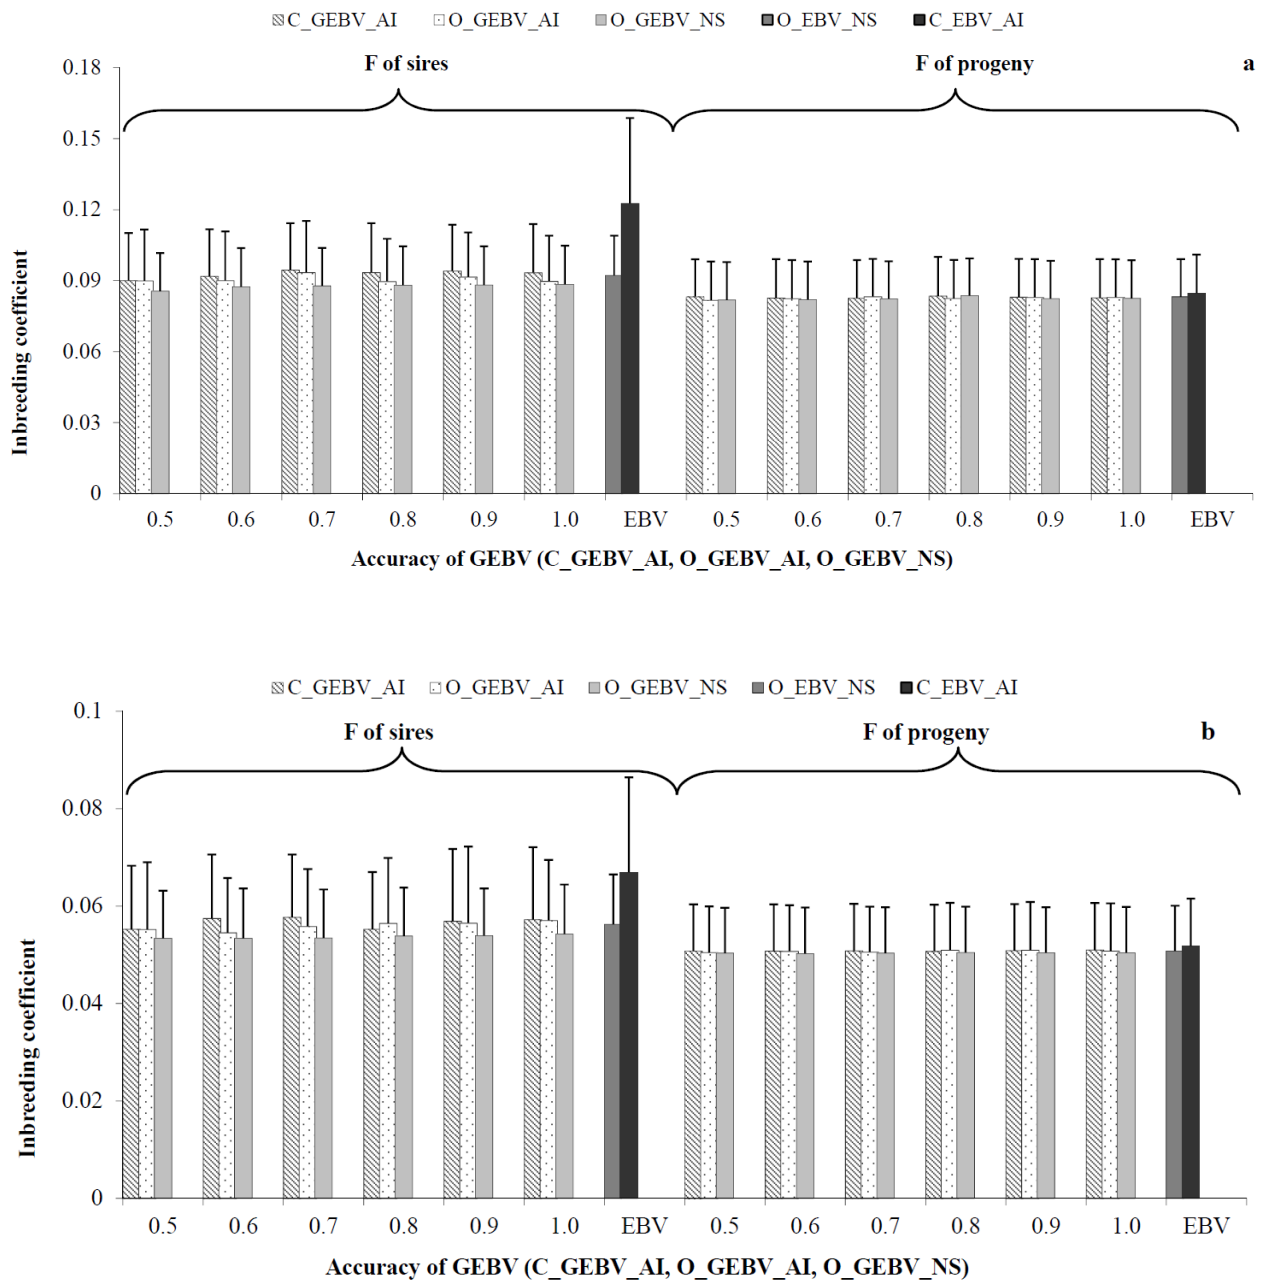 C_GEBV_AI O_GEBV_AI O_GEBV_NS O_EBV_NS C_EBV_AI
F of sires F of progeny a
0.18
0.15
0.12
0.09
0.06
0.03
0
Inbreeding coefficient
0.5 0.6 0.7 0.8 0.9 1.0 EBV 0.5 0.6 0.7 0.8 0.9 1.0 EBV
Accuracy of GEBV (C_GEBV_AI, O_GEBV_AI, O_GEBV_NS)
C_GEBV_AI O_GEBV_AI O_GEBV_NS O_EBV_NS C_EBV_AI
F of sires F of progeny b
0.1
0.08
0.06
0.04
0.02
0
Inbreeding coefficient
0.5 0.6 0.7 0.8 0.9 1.0 EBV 0.5 0.6 0.7 0.8 0.9 1.0 EBV
Accuracy of GEBV (C_GEBV_AI, O_GEBV_AI, O_GEBV_NS)